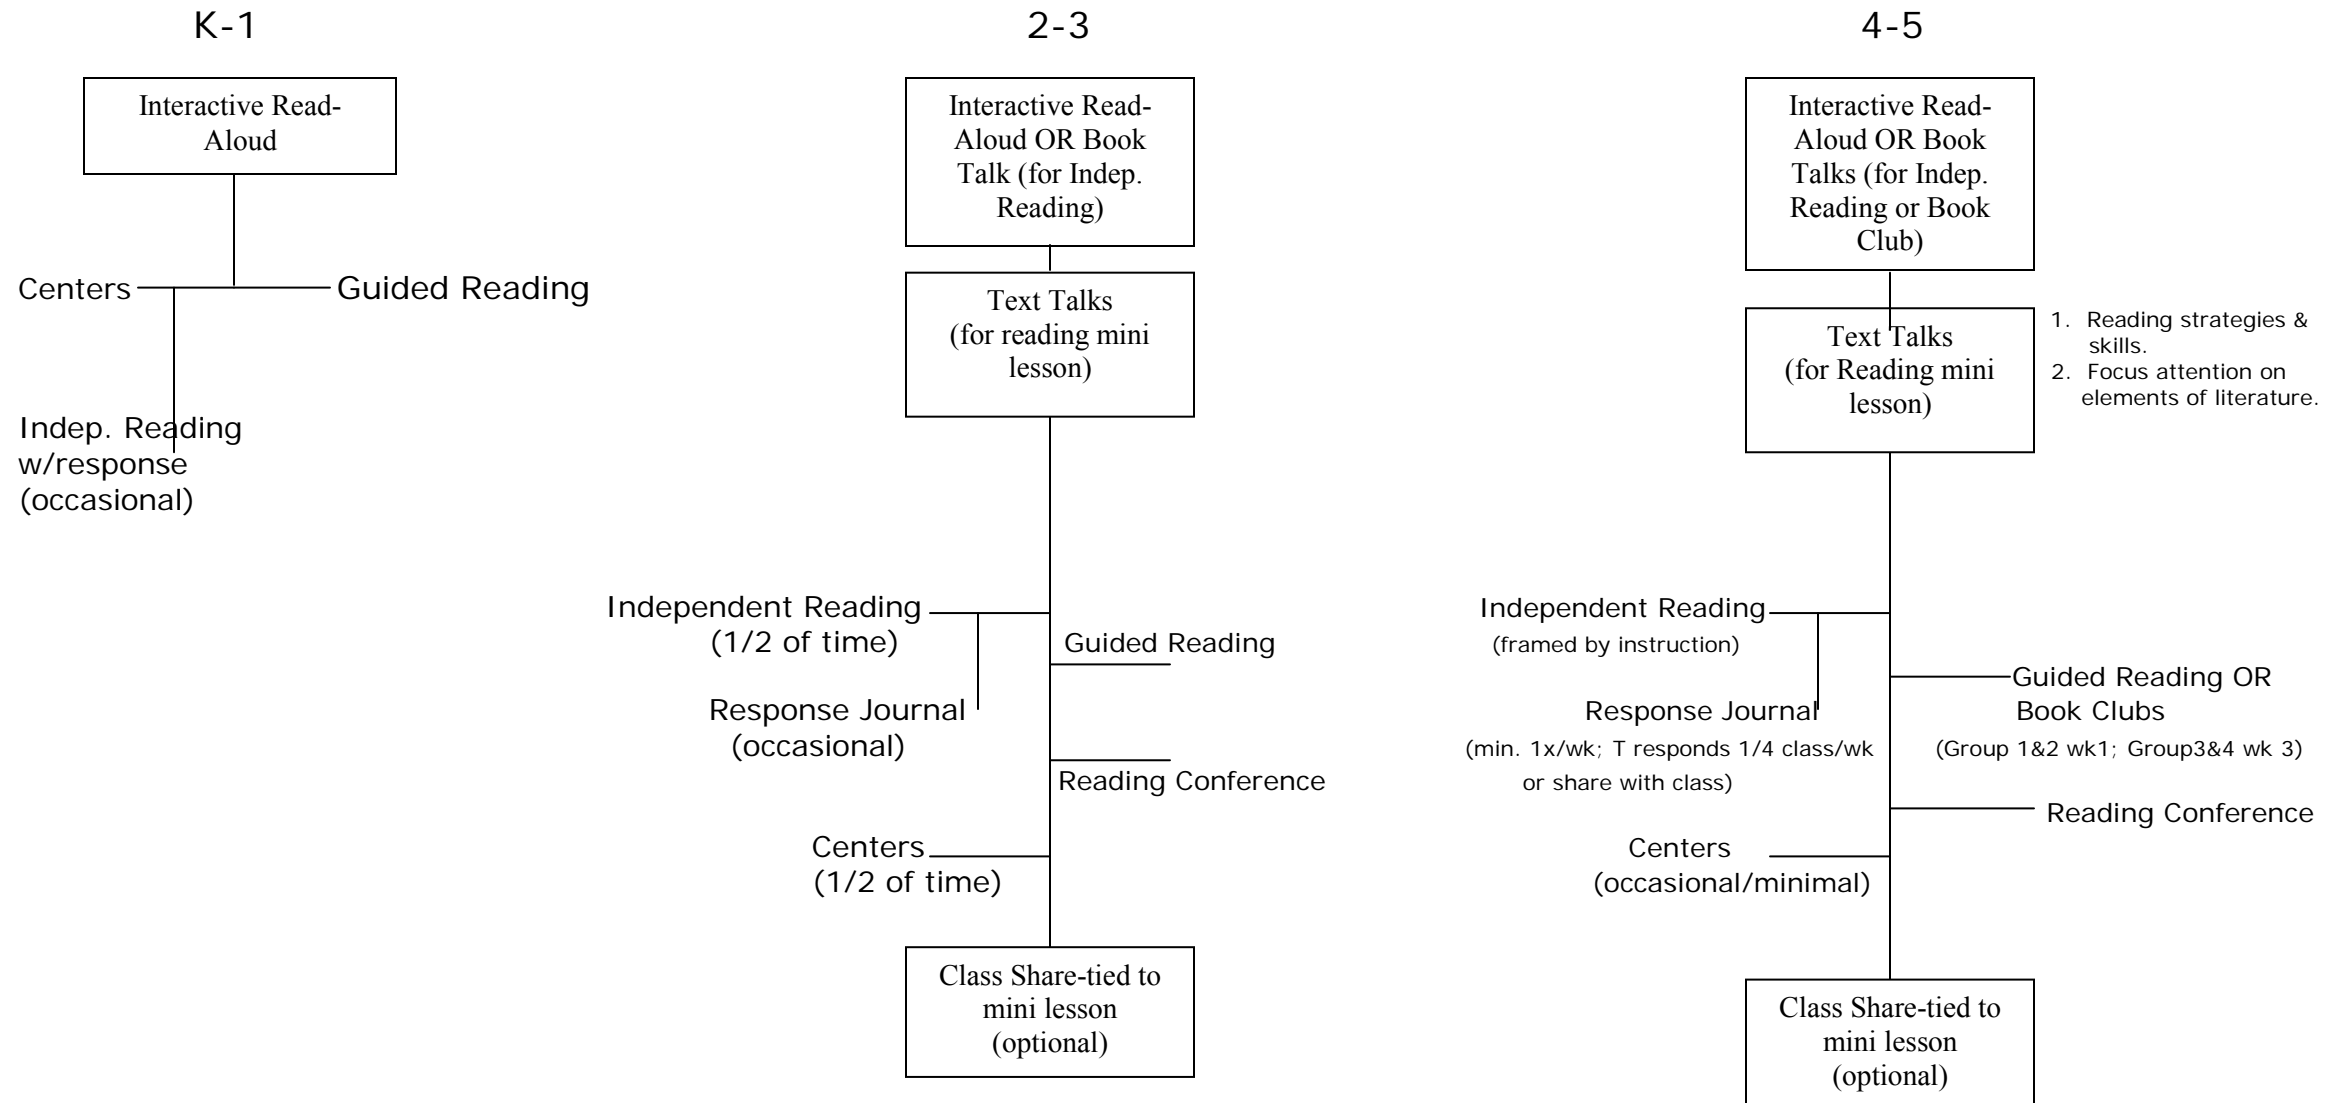 K-1
Interactive Read-
Aloud
Centers
Guided Reading
Indep. Reading
w/response
(occasional)
2-3
Interactive Read-
Aloud OR Book
Talk (for Indep.
Reading)
Text Talks
(for reading mini
lesson)
Independent Reading
(1/2 of time)
Guided Reading
Response Journal
(occasional)
Reading Conference
Centers
(1/2 of time)
Class Share-tied to
mini lesson
(optional)
4-5
Interactive Read-
Aloud OR Book
Talks (for Indep.
Reading or Book
Club)
Text Talks
(for Reading mini
lesson)
1. Reading strategies &
skills.
2. Focus attention on
elements of literature.
Independent Reading
(framed by instruction)
Guided Reading OR
Book Clubs
(Group 1&2 wk1; Group3&4 wk 3)
Response Journal
(min. 1x/wk; T responds 1/4 class/wk
or share with class)
Reading Conference
Centers
(occasional/minimal)
Class Share-tied to
mini lesson
(optional)